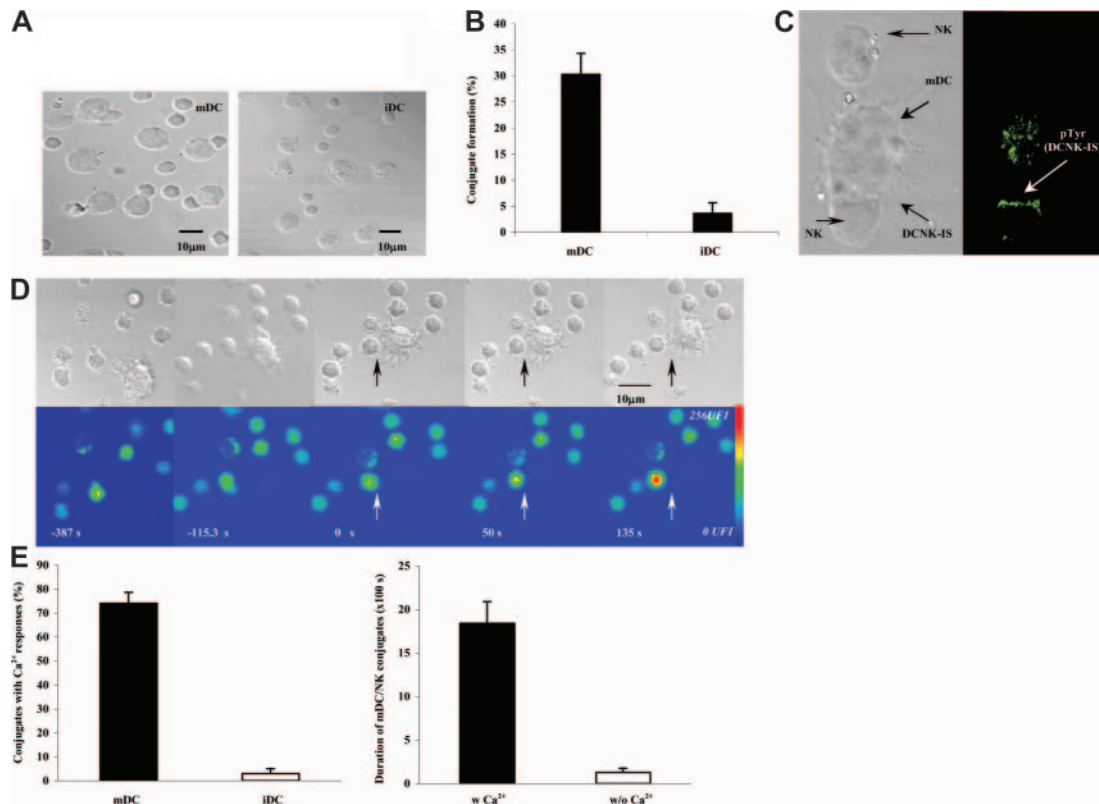 A
mDC
iDC
10μm
10μm
B
Conjugate formation (%)
40
35
30
25
20
15
10
5
0
mDC
iDC
C
NK
mDC
NK
DCNK-IS
pTyr
(DCNK-IS)
D
10μm
256UFI
-387 s
-115.3 s
0 s
50 s
135 s
0 UFI
E
Conjugates with Ca²⁺ responses (%)
90
80
70
60
50
40
30
20
10
0
mDC
iDC
Duration of mDC/NK conjugates (x100 s)
25
20
15
10
5
0
w Ca²⁺
w/o Ca²⁺